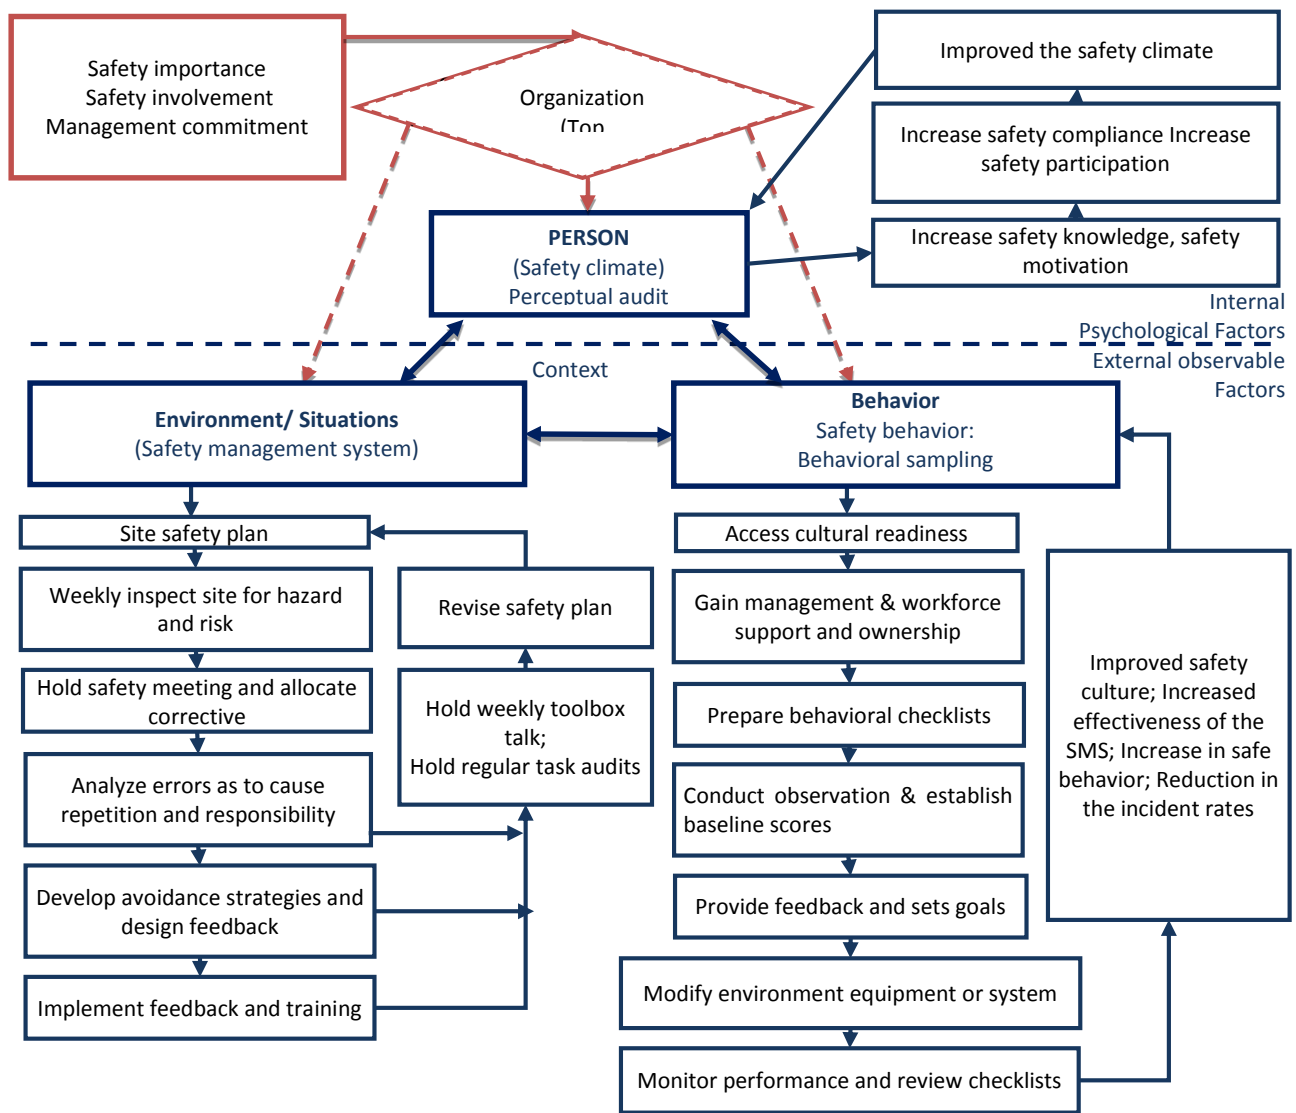 Safety importance
Safety involvement
Management commitment
Organization
(Top
Improved the safety climate
Increase safety compliance Increase
safety participation
Increase safety knowledge, safety
motivation
PERSON
(Safety climate)
Perceptual audit
Internal
Psychological Factors
External observable
Factors
Context
Environment/ Situations
(Safety management system)
Behavior
Safety behavior:
Behavioral sampling
Site safety plan
Weekly inspect site for hazard
and risk
Hold safety meeting and allocate
corrective
Analyze errors as to cause
repetition and responsibility
Develop avoidance strategies and
design feedback
Implement feedback and training
Revise safety plan
Hold weekly toolbox
talk;
Hold regular task audits
Access cultural readiness
Gain management & workforce
support and ownership
Prepare behavioral checklists
Conduct observation & establish
baseline scores
Provide feedback and sets goals
Modify environment equipment or system
Monitor performance and review checklists
Improved safety
culture; Increased
effectiveness of the
SMS; Increase in safe
behavior; Reduction in
the incident rates